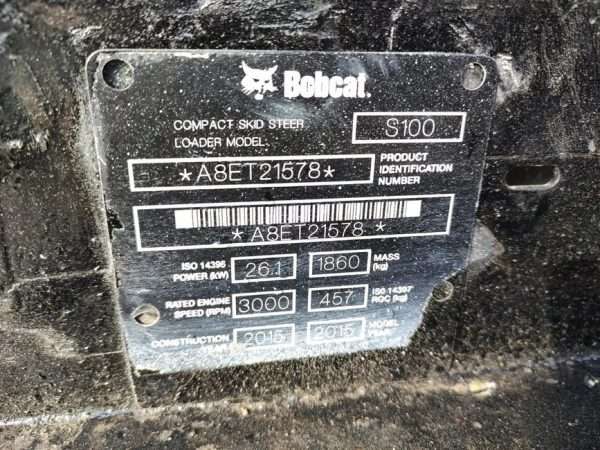 Bobcat.
COMPACT SKID STEER
LOADER MODEL:
S100
*A8ET21578*
PRODUCT
IDENTIFICATION
NUMBER
*A8ET21578*
ISO 14396
POWER (kW)
26.1
1860
MASS
(kg)
RATED ENGINE
SPEED (RPM)
3000
457
ISO 14397
ROC (kg)
CONSTRUCTION
YEAR
2015
2015
MODEL
YEAR